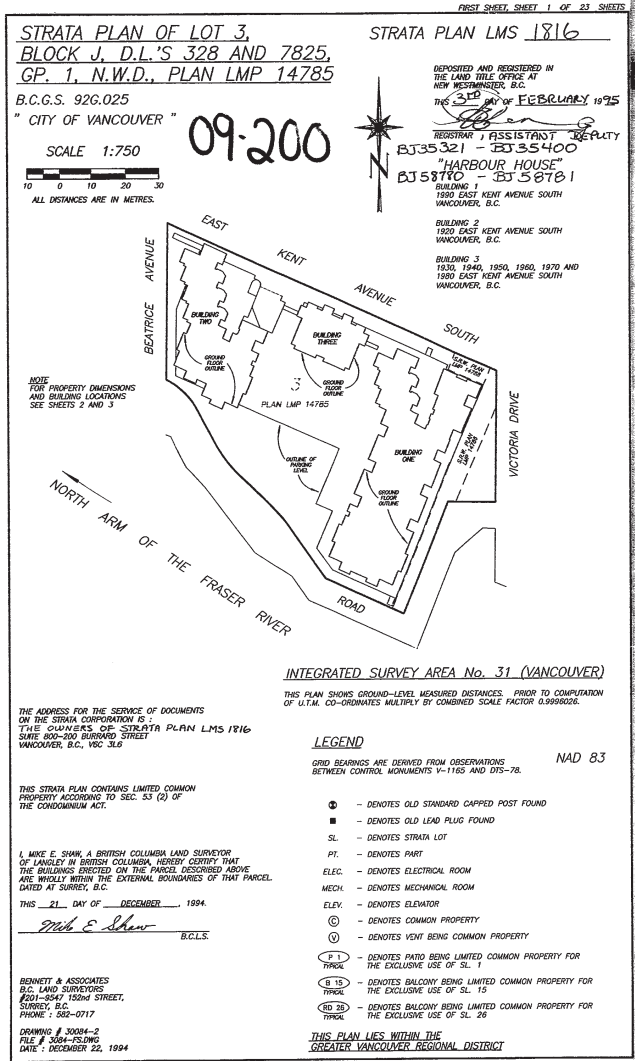 FIRST SHEET, SHEET 1 OF 23 SHEETS
STRATA PLAN OF LOT 3,
BLOCK J, D.L.'S 328 AND 7825,
GP. 1, N.W.D., PLAN LMP 14785
B.C.G.S. 92G.025
" CITY OF VANCOUVER "
SCALE 1:750
10 0 10 20 30
ALL DISTANCES ARE IN METRES.
09-200
N
STRATA PLAN LMS 1816
DEPOSITED AND REGISTERED IN
THE LAND TITLE OFFICE AT
NEW WESTMINSTER, B.C.
THIS 3RD DAY OF FEBRUARY 1995
REGISTRAR, ASSISTANT DEPUTY
BJ35321 - BJ35400
"HARBOUR HOUSE"
BJ58780 - BJ58781
BUILDING 1
1990 EAST KENT AVENUE SOUTH
VANCOUVER, B.C.
BUILDING 2
1920 EAST KENT AVENUE SOUTH
VANCOUVER, B.C.
BUILDING 3
1930, 1940, 1950, 1960, 1970 AND
1980 EAST KENT AVENUE SOUTH
VANCOUVER, B.C.
EAST KENT AVENUE SOUTH
BEATRICE AVENUE
VICTORIA DRIVE
BUILDING
TWO
GROUND
FLOOR
OUTLINE
BUILDING
THREE
GROUND
FLOOR
OUTLINE
3
PLAN LMP 14785
S.R.W. PLAN
LMP 14788
S.R.W. PLAN
LMP 14788
BUILDING
ONE
GROUND
FLOOR
OUTLINE
OUTLINE OF
PARKING
LEVEL
NOTE
FOR PROPERTY DIMENSIONS
AND BUILDING LOCATIONS
SEE SHEETS 2 AND 3
NORTH ARM OF THE FRASER RIVER
ROAD
INTEGRATED SURVEY AREA No. 31 (VANCOUVER)
THIS PLAN SHOWS GROUND-LEVEL MEASURED DISTANCES. PRIOR TO COMPUTATION
OF U.T.M. CO-ORDINATES MULTIPLY BY COMBINED SCALE FACTOR 0.9996026.
THE ADDRESS FOR THE SERVICE OF DOCUMENTS
ON THE STRATA CORPORATION IS :
THE OWNERS OF STRATA PLAN LMS 1816
SUITE 800-200 BURRARD STREET
VANCOUVER, B.C., V6C 3L6
THIS STRATA PLAN CONTAINS LIMITED COMMON
PROPERTY ACCORDING TO SEC. 53 (2) OF
THE CONDOMINIUM ACT.
I, MIKE E. SHAW, A BRITISH COLUMBIA LAND SURVEYOR
OF LANGLEY IN BRITISH COLUMBIA, HEREBY CERTIFY THAT
THE BUILDINGS ERECTED ON THE PARCEL DESCRIBED ABOVE
ARE WHOLLY WITHIN THE EXTERNAL BOUNDARIES OF THAT PARCEL.
DATED AT SURREY, B.C.
THIS 21 DAY OF DECEMBER, 1994.
Mike E Shaw
B.C.L.S.
BENNETT & ASSOCIATES
B.C. LAND SURVEYORS
#201-9547 152nd STREET,
SURREY, B.C.
PHONE : 582-0717
DRAWING # 30084-2
FILE # 3084-FS.DWG
DATE : DECEMBER 22, 1994
LEGEND
GRID BEARINGS ARE DERIVED FROM OBSERVATIONS
BETWEEN CONTROL MONUMENTS V-1165 AND DTS-78.
NAD 83
- DENOTES OLD STANDARD CAPPED POST FOUND
- DENOTES OLD LEAD PLUG FOUND
SL. - DENOTES STRATA LOT
PT. - DENOTES PART
ELEC. - DENOTES ELECTRICAL ROOM
MECH. - DENOTES MECHANICAL ROOM
ELEV. - DENOTES ELEVATOR
C - DENOTES COMMON PROPERTY
V - DENOTES VENT BEING COMMON PROPERTY
P 1 - DENOTES PATIO BEING LIMITED COMMON PROPERTY FOR
TYPICAL THE EXCLUSIVE USE OF SL. 1
B 15 - DENOTES BALCONY BEING LIMITED COMMON PROPERTY FOR
TYPICAL THE EXCLUSIVE USE OF SL. 15
RD 26 - DENOTES BALCONY BEING LIMITED COMMON PROPERTY FOR
TYPICAL THE EXCLUSIVE USE OF SL. 26
THIS PLAN LIES WITHIN THE
GREATER VANCOUVER REGIONAL DISTRICT